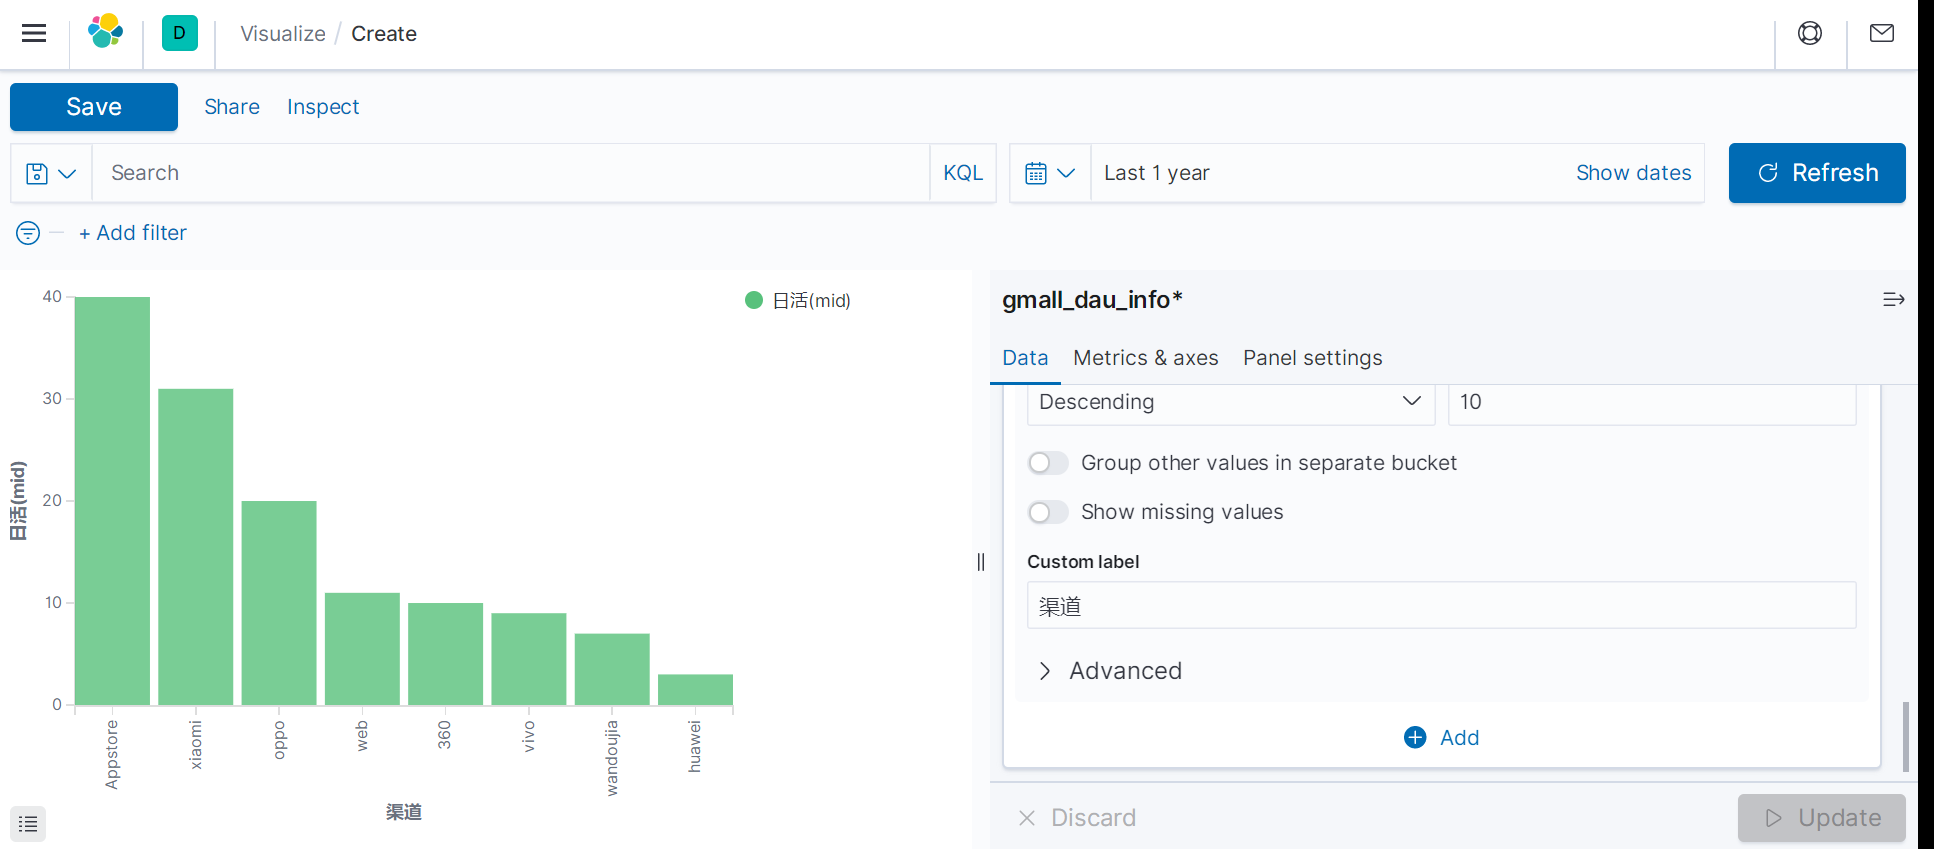 D
Visualize / Create
Save
Share
Inspect
Search
KQL
Last 1 year
Show dates
Refresh
+ Add filter
日活(mid)
40
30
20
10
0
日活(mid)
Appstore
xiaomi
oppo
web
360
vivo
wandoujia
huawei
渠道
gmall_dau_info*
Data
Metrics & axes
Panel settings
Descending
10
Group other values in separate bucket
Show missing values
Custom label
渠道
Advanced
Add
Discard
Update